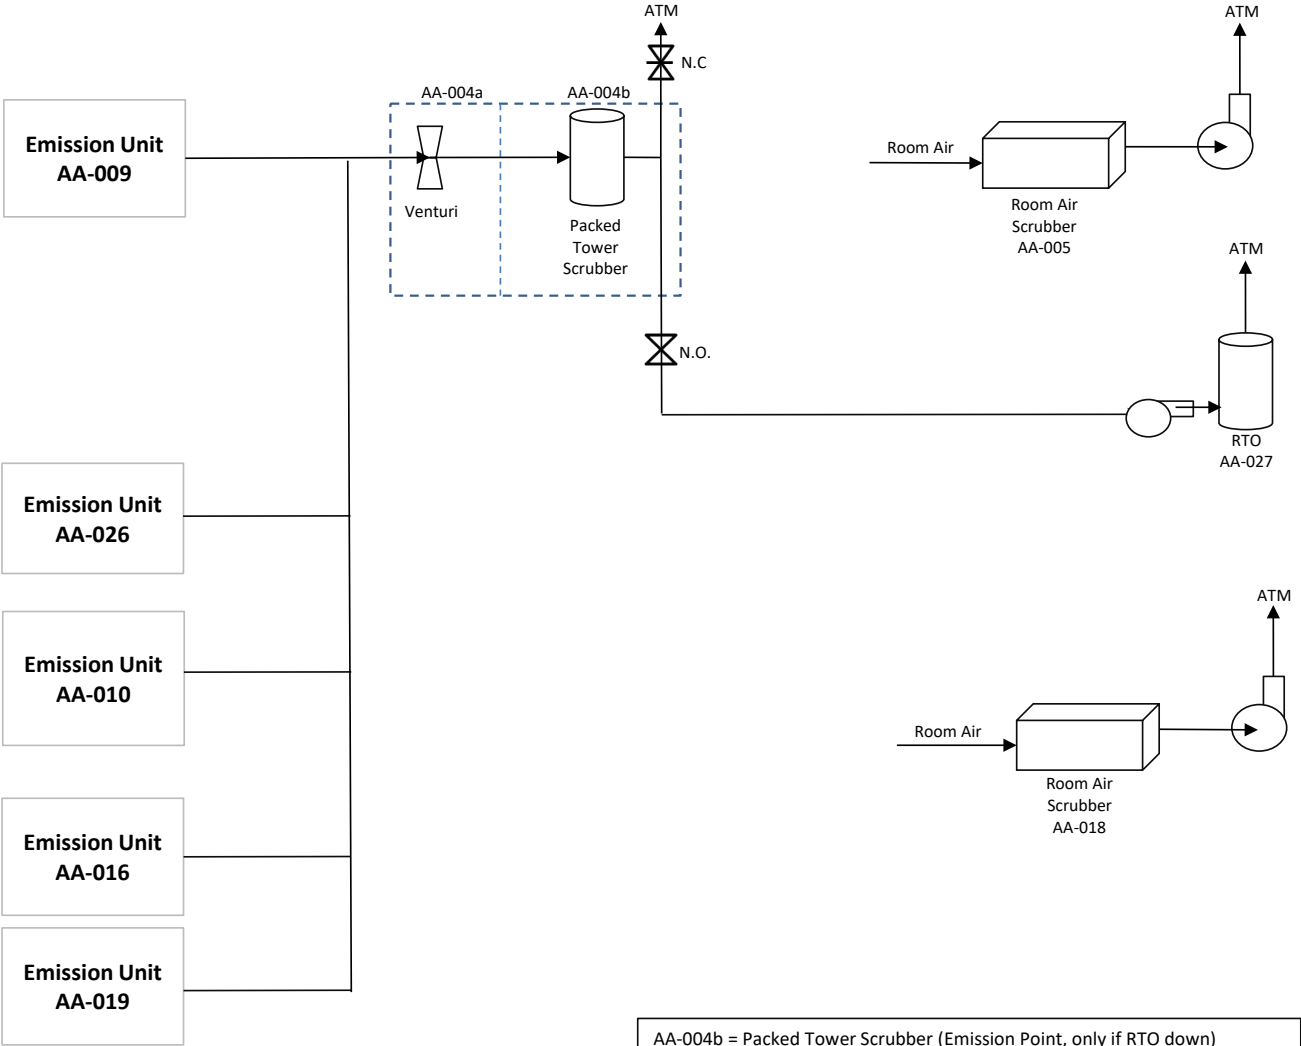 ATM
N.C
AA-004a
AA-004b
Emission Unit
AA-009
Venturi
Packed
Tower
Scrubber
N.O.
ATM
Room Air
Room Air
Scrubber
AA-005
ATM
RTO
AA-027
Emission Unit
AA-026
Emission Unit
AA-010
Emission Unit
AA-016
Emission Unit
AA-019
ATM
Room Air
Room Air
Scrubber
AA-018
AA-004b = Packed Tower Scrubber (Emission Point, only if RTO down)